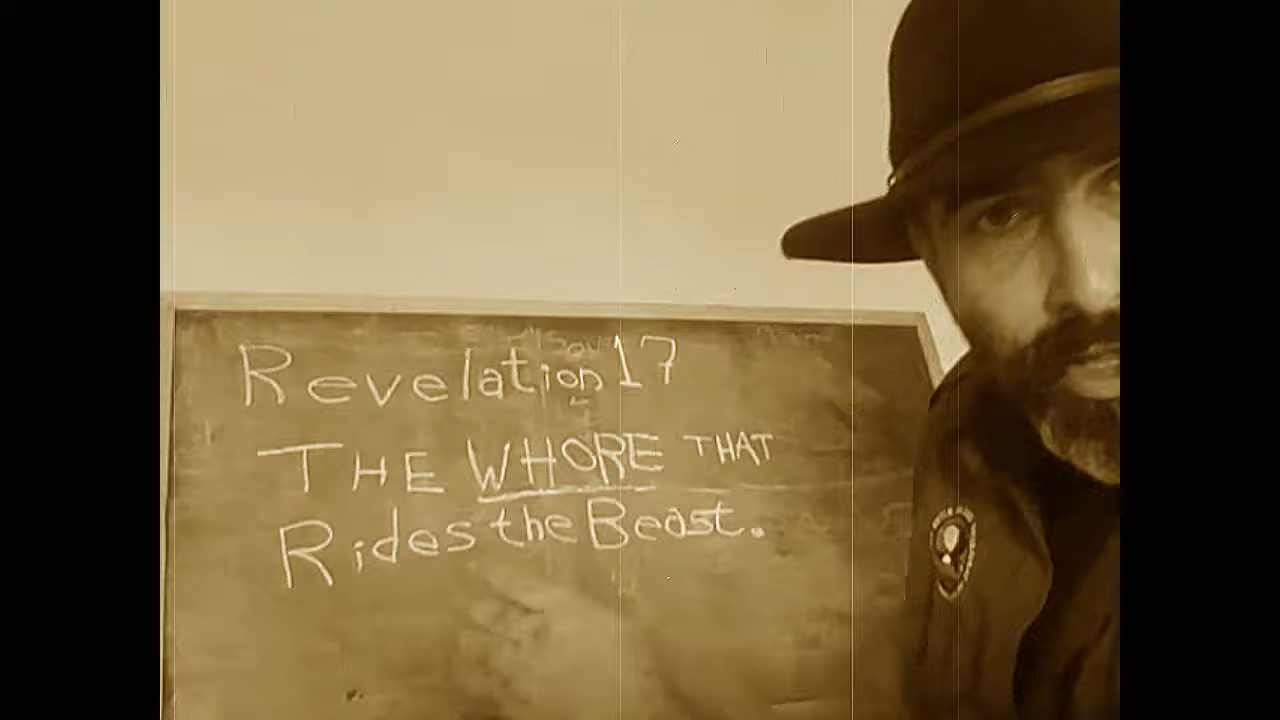 Revelation 17
THE WHORE THAT
Rides the Beast.